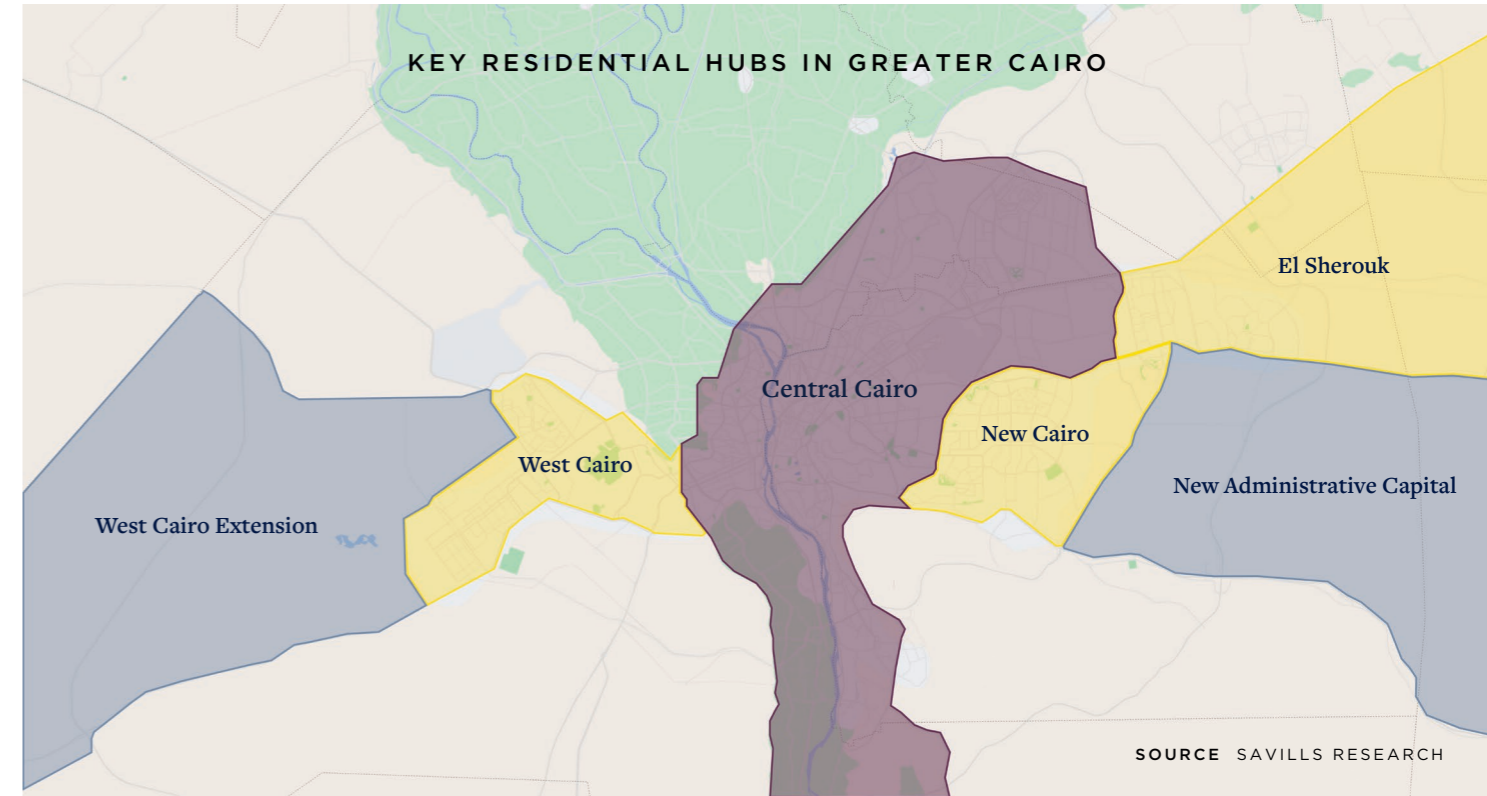 KEY RESIDENTIAL HUBS IN GREATER CAIRO
El Sherouk
Central Cairo
New Cairo
West Cairo
New Administrative Capital
West Cairo Extension
SOURCE SAVILLS RESEARCH